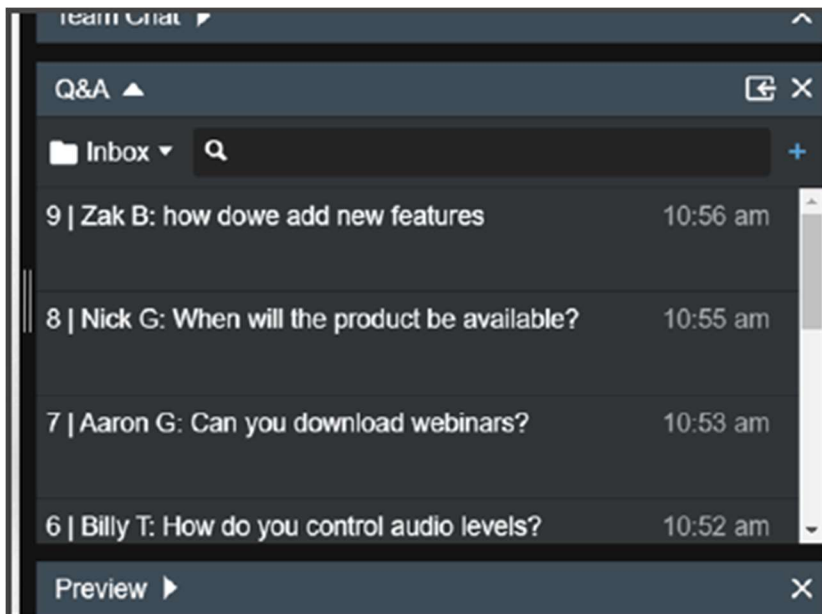 Team Chat
Q&A
Inbox
9 | Zak B: how dowe add new features 10:56 am
8 | Nick G: When will the product be available? 10:55 am
7 | Aaron G: Can you download webinars? 10:53 am
6 | Billy T: How do you control audio levels? 10:52 am
Preview